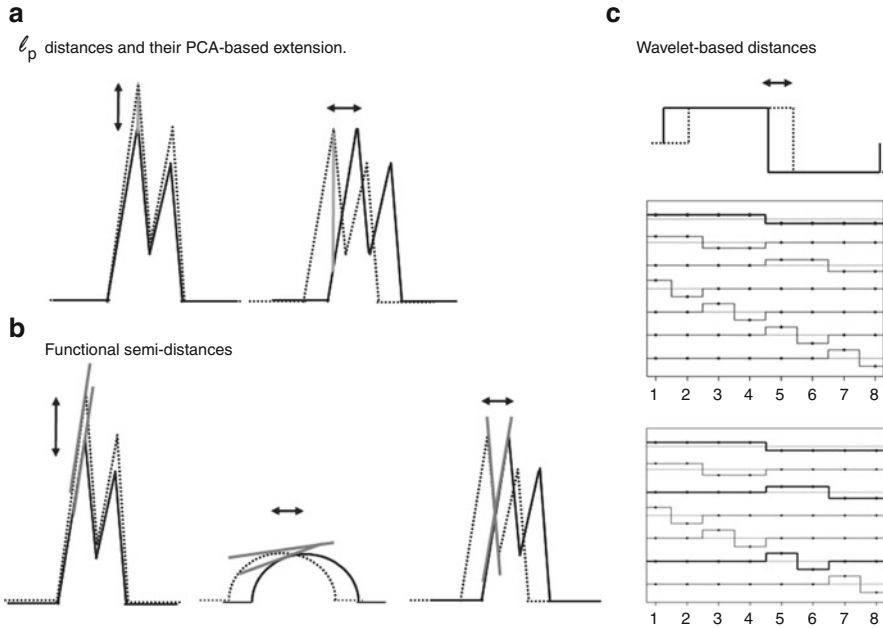 a
ℓp distances and their PCA-based extension.
b
Functional semi-distances
c
Wavelet-based distances
1 2 3 4 5 6 7 8
1 2 3 4 5 6 7 8